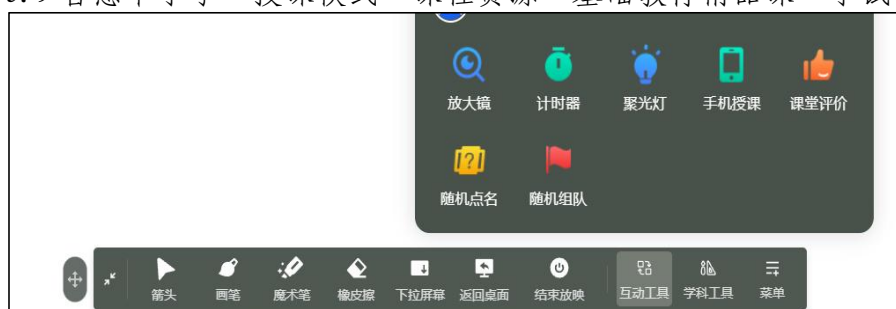 放大镜 计时器 聚光灯 手机授课 课堂评价
随机点名 随机组队
箭头 画笔 魔术笔 橡皮擦 下拉屏幕 返回桌面 结束放映 互动工具 学科工具 菜单